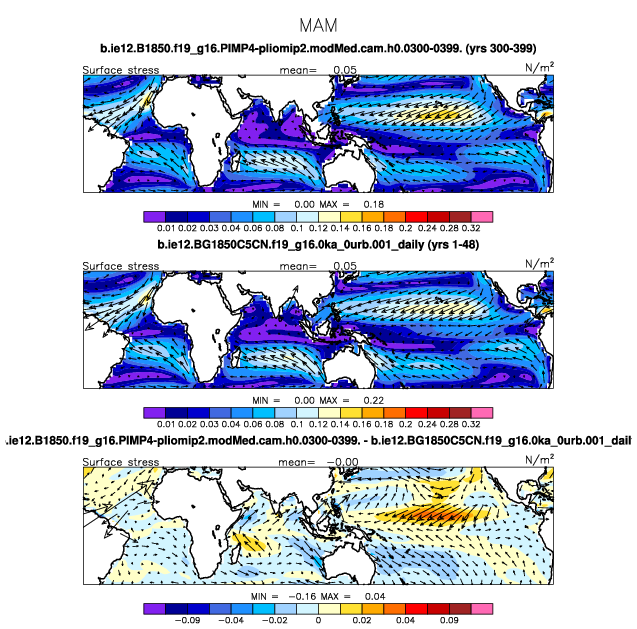 MAM
b.ie12.B1850.f19_g16.PIMP4-pliomip2.modMed.cam.h0.0300-0399. (yrs 300-399)
Surface stress mean= 0.05 N/m²
MIN = 0.00 MAX = 0.18
0.01 0.02 0.03 0.04 0.06 0.08 0.1 0.12 0.14 0.16 0.18 0.2 0.24 0.28 0.32
b.ie12.BG1850C5CN.f19_g16.0ka_0urb.001_daily (yrs 1-48)
Surface stress mean= 0.05 N/m²
MIN = 0.00 MAX = 0.22
0.01 0.02 0.03 0.04 0.06 0.08 0.1 0.12 0.14 0.16 0.18 0.2 0.24 0.28 0.32
.ie12.B1850.f19_g16.PIMP4-pliomip2.modMed.cam.h0.0300-0399. - b.ie12.BG1850C5CN.f19_g16.0ka_0urb.001_dail
Surface stress mean= −0.00 N/m²
MIN = −0.16 MAX = 0.04
−0.09 −0.04 −0.02 0 0.02 0.04 0.09